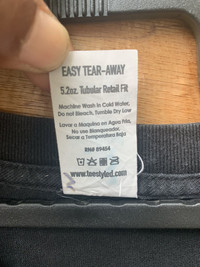 EASY TEAR-AWAY
5.2oz. Tubular Retail Fit
Machine Wash in Cold Water,
Do not Bleach, Tumble Dry Low
Lavar a Maquina en Agua Fria,
No use Blanqueador,
Secar a Temperatura Baja
RN# 89454
www.teestyled.com